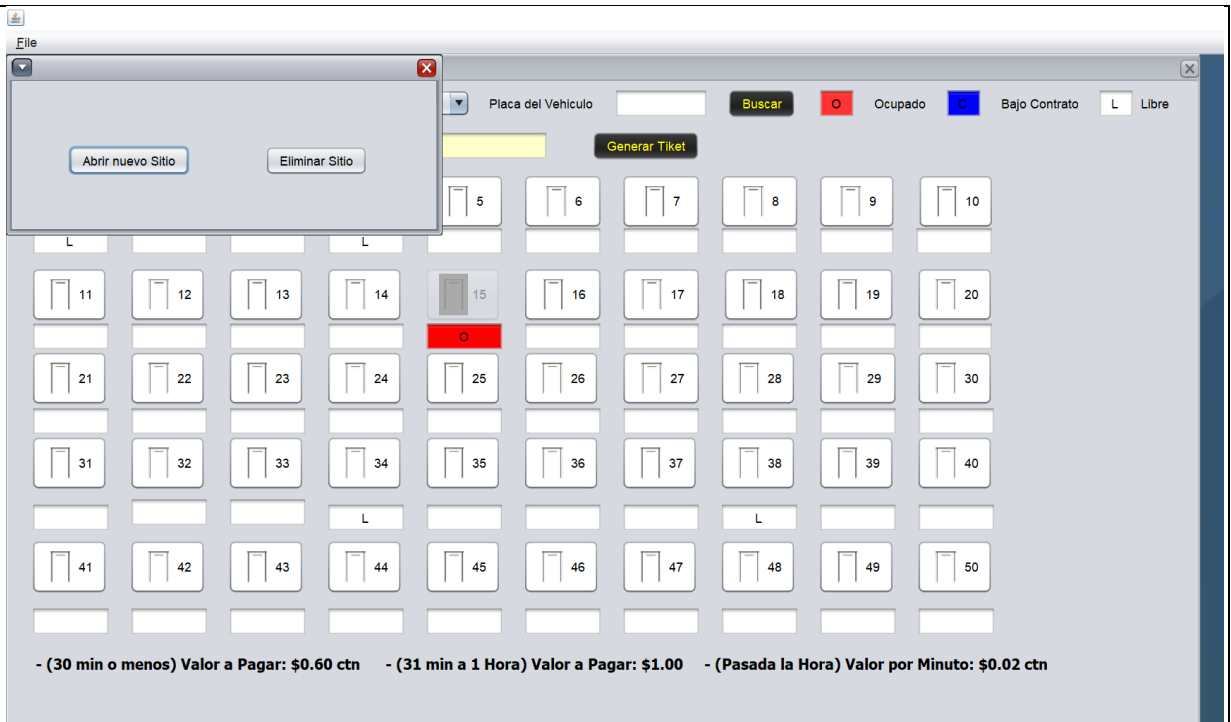 File
Placa del Vehiculo Buscar O Ocupado C Bajo Contrato L Libre
Abrir nuevo Sitio Eliminar Sitio
Generar Tiket
5 6 7 8 9 10
L L
11 12 13 14 15 16 17 18 19 20
O
21 22 23 24 25 26 27 28 29 30
31 32 33 34 35 36 37 38 39 40
L L
41 42 43 44 45 46 47 48 49 50
- (30 min o menos) Valor a Pagar: $0.60 ctn - (31 min a 1 Hora) Valor a Pagar: $1.00 - (Pasada la Hora) Valor por Minuto: $0.02 ctn